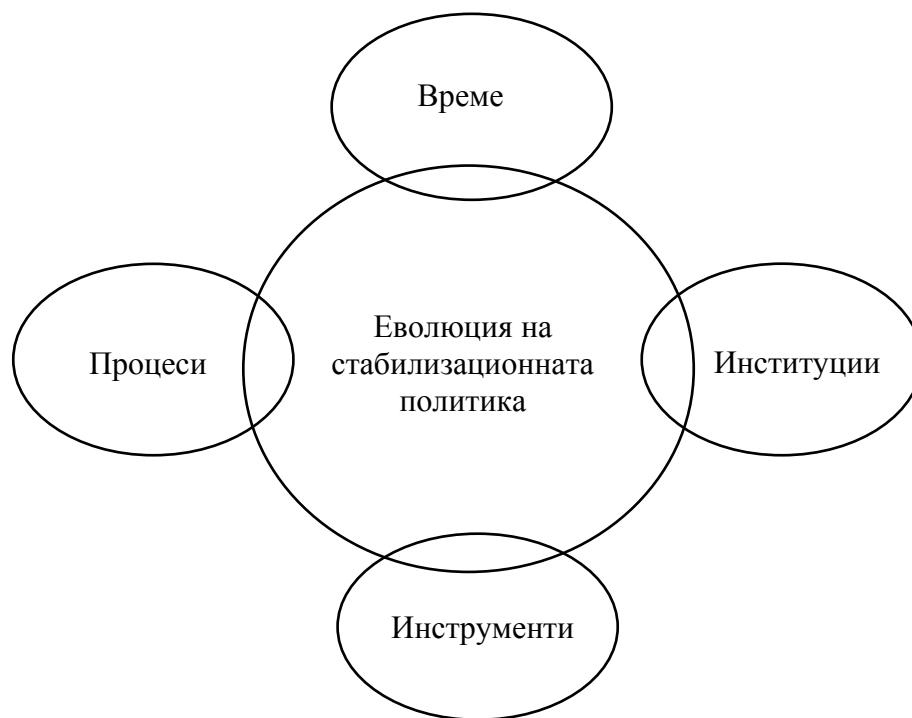 Време
Процеси
Еволюция на
стабилизационната
политика
Институции
Инструменти